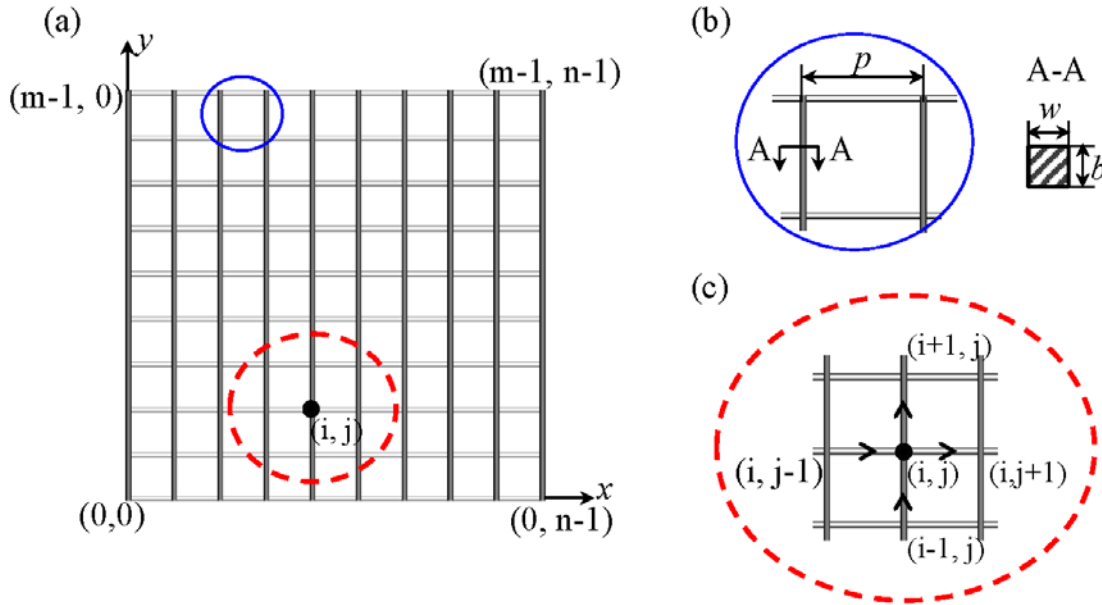 (a)
y
(m-1, 0)
(m-1, n-1)
(i, j)
x
(0,0)
(0, n-1)
(b)
p
A
A
A-A
w
b
(c)
(i+1, j)
(i, j-1)
(i, j)
(i,j+1)
(i-1, j)